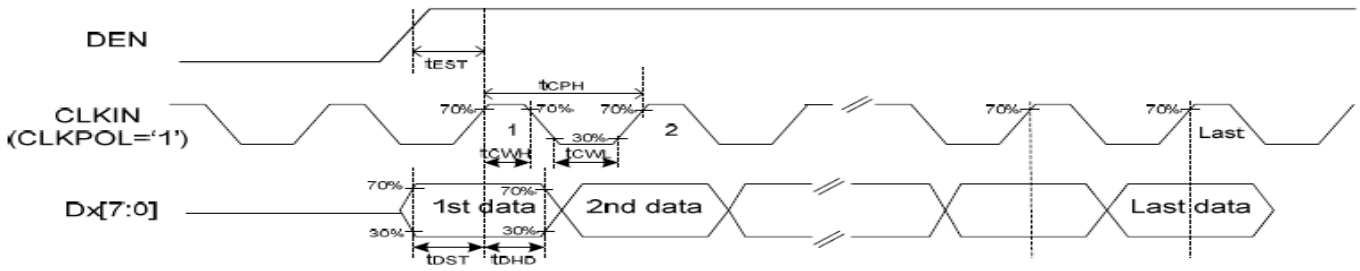 DEN
tEST
tCPH
CLKIN
(CLKPOL='1')
70%
70%
70%
70%
70%
1
2
Last
30%
tCWH
tCWL
70%
70%
Dx[7:0]
1st data
2nd data
Last data
30%
30%
tDST
tDHD